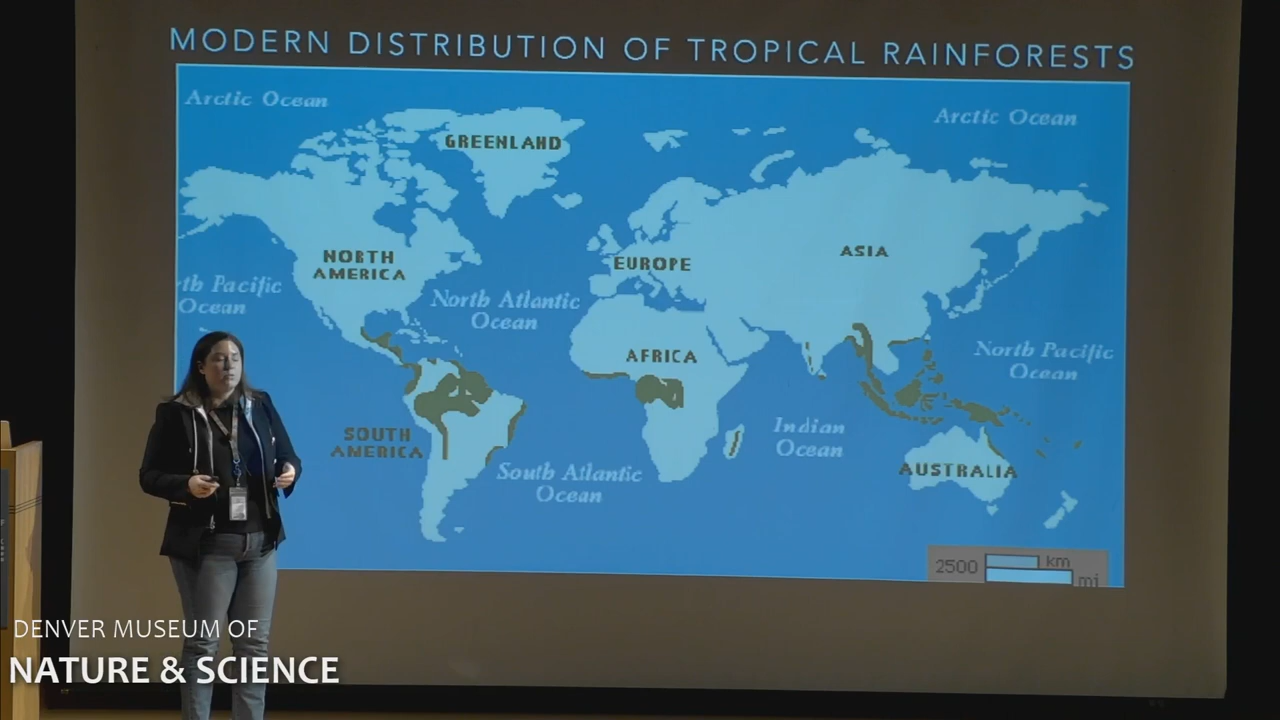 MODERN DISTRIBUTION OF TROPICAL RAINFORESTS
Arctic Ocean
Arctic Ocean
GREENLAND
NORTH
AMERICA
EUROPE
ASIA
th Pacific
Ocean
North Atlantic
Ocean
AFRICA
North Pacific
Ocean
Indian
Ocean
SOUTH
AMERICA
South Atlantic
Ocean
AUSTRALIA
2500 km
mi
DENVER MUSEUM OF
NATURE & SCIENCE